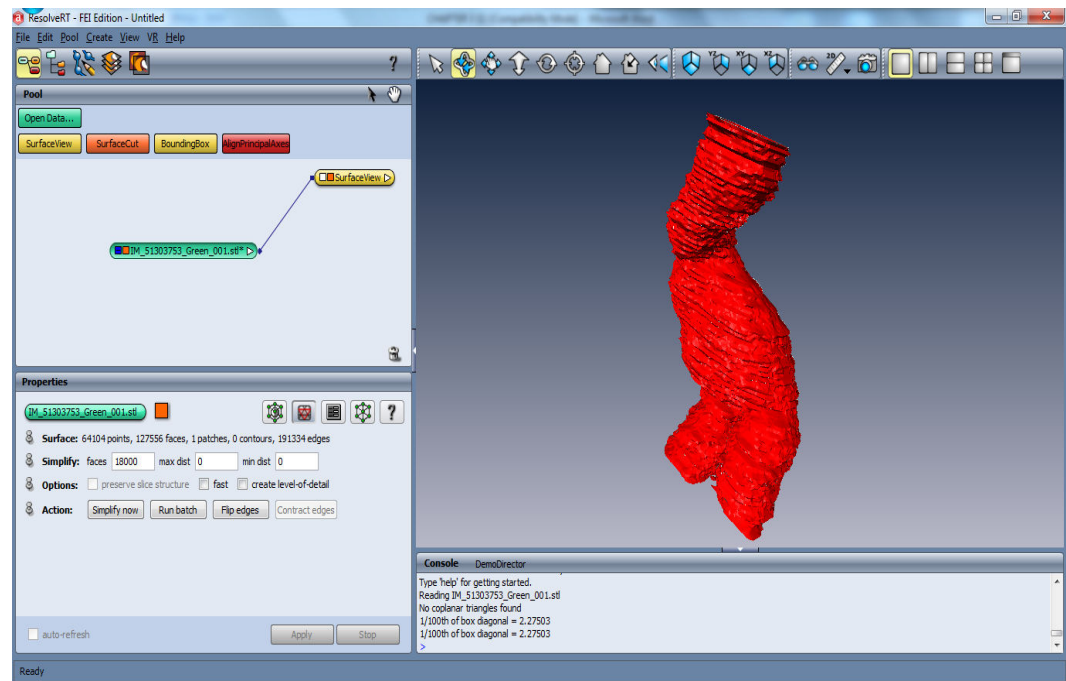 ResolveRT - FEI Edition - Untitled
File Edit Pool Create View VR Help
?
YZ XY XZ 2D
Pool
Open Data...
SurfaceView SurfaceCut BoundingBox AlignPrincipalAxes
SurfaceView
IM_51303753_Green_001.stl*
Properties
IM_51303753_Green_001.stl ?
Surface: 64104 points, 127556 faces, 1 patches, 0 contours, 191334 edges
Simplify: faces 18000 max dist 0 min dist 0
Options: preserve slice structure fast create level-of-detail
Action: Simplify now Run batch Flip edges Contract edges
auto-refresh Apply Stop
Console DemoDirector
Type 'help' for getting started.
Reading IM_51303753_Green_001.stl
No coplanar triangles found
1/100th of box diagonal = 2.27503
1/100th of box diagonal = 2.27503
>
Ready